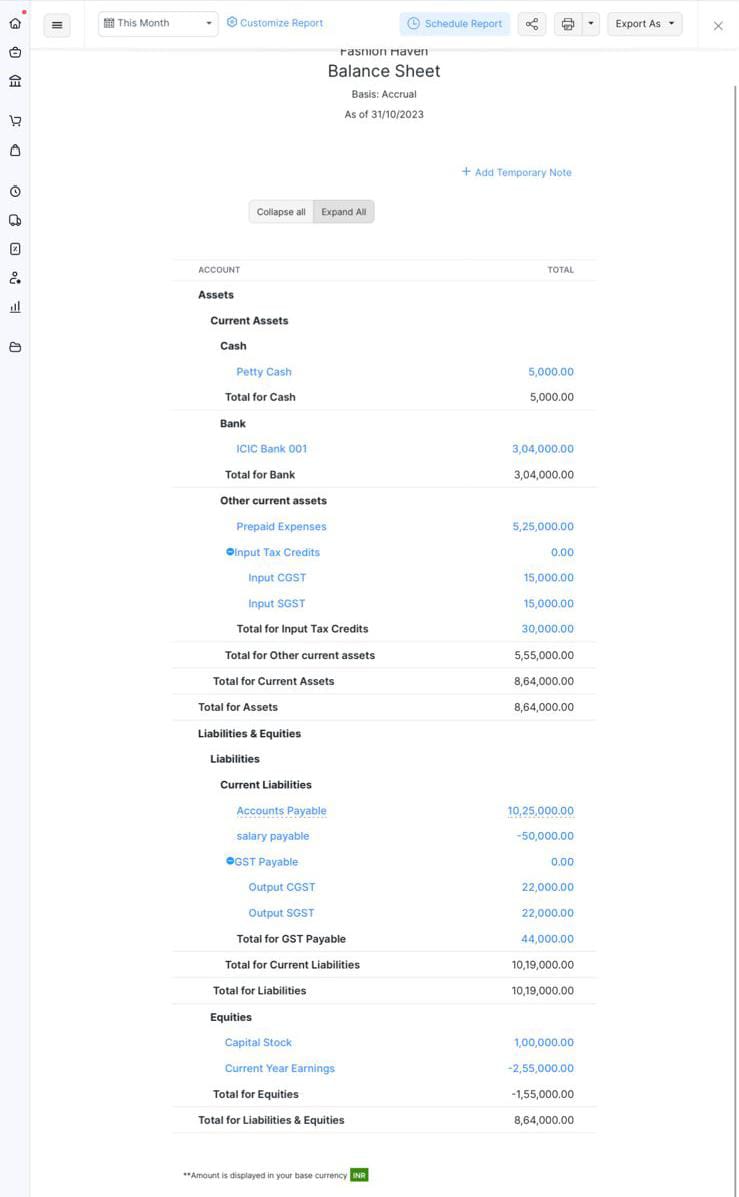 This Month
Customize Report
Schedule Report
Export As
Fashion Haven
Balance Sheet
Basis: Accrual
As of 31/10/2023
+ Add Temporary Note
Collapse all Expand All
ACCOUNT TOTAL
Assets
Current Assets
Cash
Petty Cash 5,000.00
Total for Cash 5,000.00
Bank
ICIC Bank 001 3,04,000.00
Total for Bank 3,04,000.00
Other current assets
Prepaid Expenses 5,25,000.00
Input Tax Credits 0.00
Input CGST 15,000.00
Input SGST 15,000.00
Total for Input Tax Credits 30,000.00
Total for Other current assets 5,55,000.00
Total for Current Assets 8,64,000.00
Total for Assets 8,64,000.00
Liabilities & Equities
Liabilities
Current Liabilities
Accounts Payable 10,25,000.00
salary payable -50,000.00
GST Payable 0.00
Output CGST 22,000.00
Output SGST 22,000.00
Total for GST Payable 44,000.00
Total for Current Liabilities 10,19,000.00
Total for Liabilities 10,19,000.00
Equities
Capital Stock 1,00,000.00
Current Year Earnings -2,55,000.00
Total for Equities -1,55,000.00
Total for Liabilities & Equities 8,64,000.00
**Amount is displayed in your base currency INR